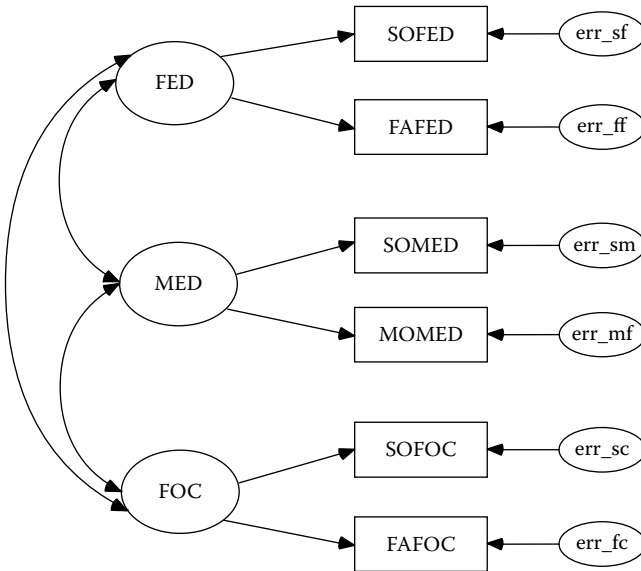 SOFED
err_sf
FED
FAFED
err_ff
SOMED
err_sm
MED
MOMED
err_mf
SOFOC
err_sc
FOC
FAFOC
err_fc